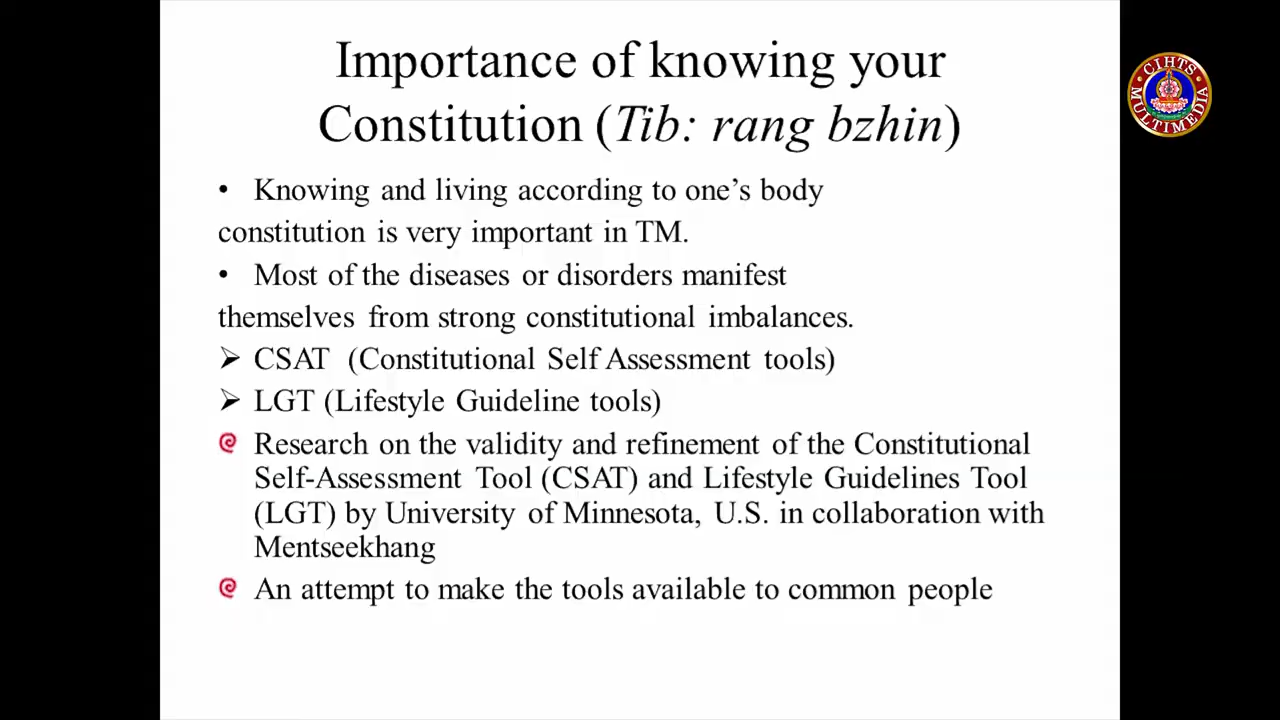 Importance of knowing your
Constitution (Tib: rang bzhin)
• Knowing and living according to one’s body
constitution is very important in TM.
• Most of the diseases or disorders manifest
themselves from strong constitutional imbalances.
➢ CSAT (Constitutional Self Assessment tools)
➢ LGT (Lifestyle Guideline tools)
Research on the validity and refinement of the Constitutional
Self-Assessment Tool (CSAT) and Lifestyle Guidelines Tool
(LGT) by University of Minnesota, U.S. in collaboration with
Mentseekhang
An attempt to make the tools available to common people
CIHTS
MULTIMEDIA